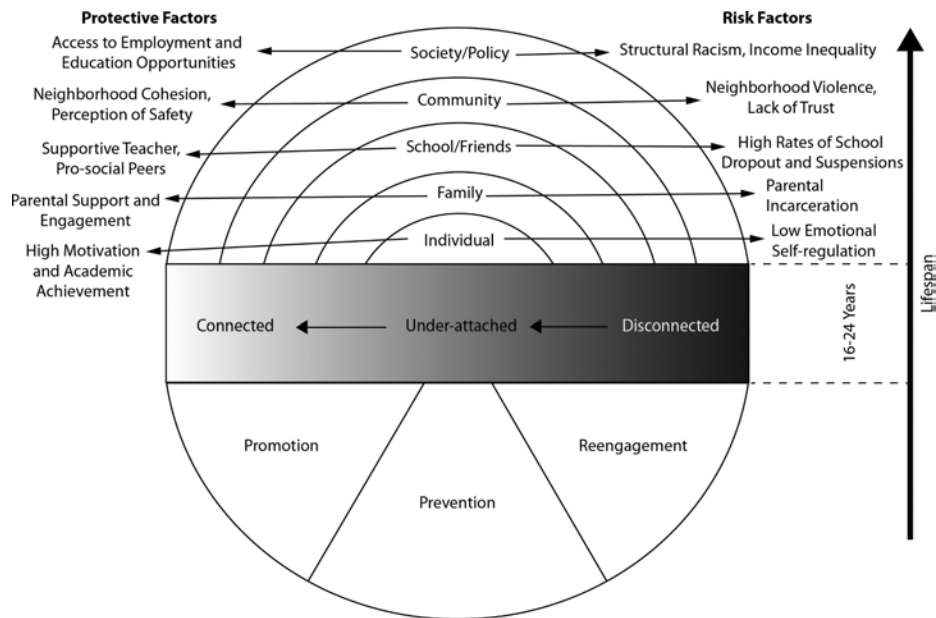 Protective Factors
Risk Factors
Access to Employment and
Education Opportunities
Society/Policy
Structural Racism, Income Inequality
Neighborhood Cohesion,
Perception of Safety
Community
Neighborhood Violence,
Lack of Trust
Supportive Teacher,
Pro-social Peers
School/Friends
High Rates of School
Dropout and Suspensions
Parental Support and
Engagement
Family
Parental
Incarceration
High Motivation
and Academic
Achievement
Individual
Low Emotional
Self-regulation
Connected
Under-attached
Disconnected
16-24 Years
Lifespan
Promotion
Prevention
Reengagement